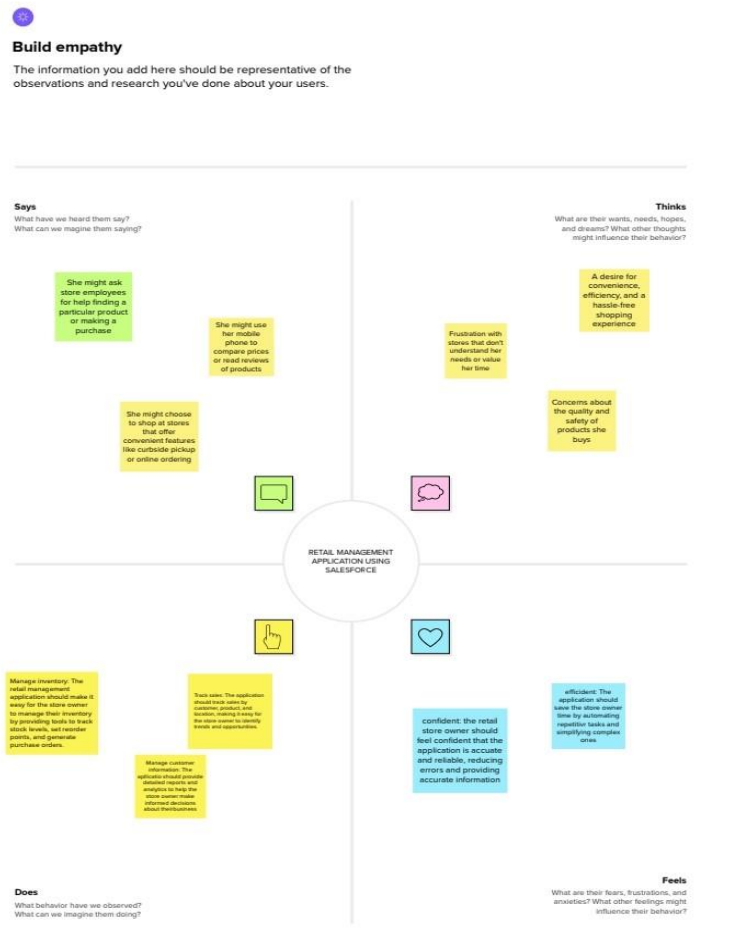 Build empathy
The information you add here should be representative of the
observations and research you've done about your users.
Says
What have we heard them say?
What can we magine them saying?
Thinks
What are their wants, needs, hopes,
and dreams? What other thoughts
might influence their behavior?
She might ask
store employees
for help finding a
particular product
or making a
purchase
She might use
her mobile
phone to
compare prices
or read reviews
of products
She might choose
to shop at stores
that offer
convenient features
like curbside pickup
or online ordering
A desire for
convenience,
efficiency, and a
hassle-free
shopping
experience
Frustration with
stores that don't
understand her
needs or value
her time
Concerns about
the quality and
safety of
products she
buys
RETAIL MANAGEMENT
APPLICATION USING
SALESFORCE
Manage inventory: The
retail management
application should make it
easy for the store owner
to manage their inventory
by providing tools to track
stock levels, set reorder
points, and generate
purchase orders.
Track sales: The application
should track sales by
customer, product, and
location, making it easy for
the store owner to identify
trends and opportunities.
Manage customer
information: The
aplicatio should provide
detailed reports and
analytics to help the
store owner make
informed decisions
about theirbusiness
confident: the retail
store owner should
feel confident that the
application is accuate
and reliable, reducing
errors and providing
accurate information
efficident: The
application should
save the store owner
time by automating
repetitiv tasks and
simplifying complex
ones
Does
What behavior have we observed?
What can we imagine them doing?
Feels
What are their fears, frustrations, and
anxieties? What other feelings might
influence their behavior?